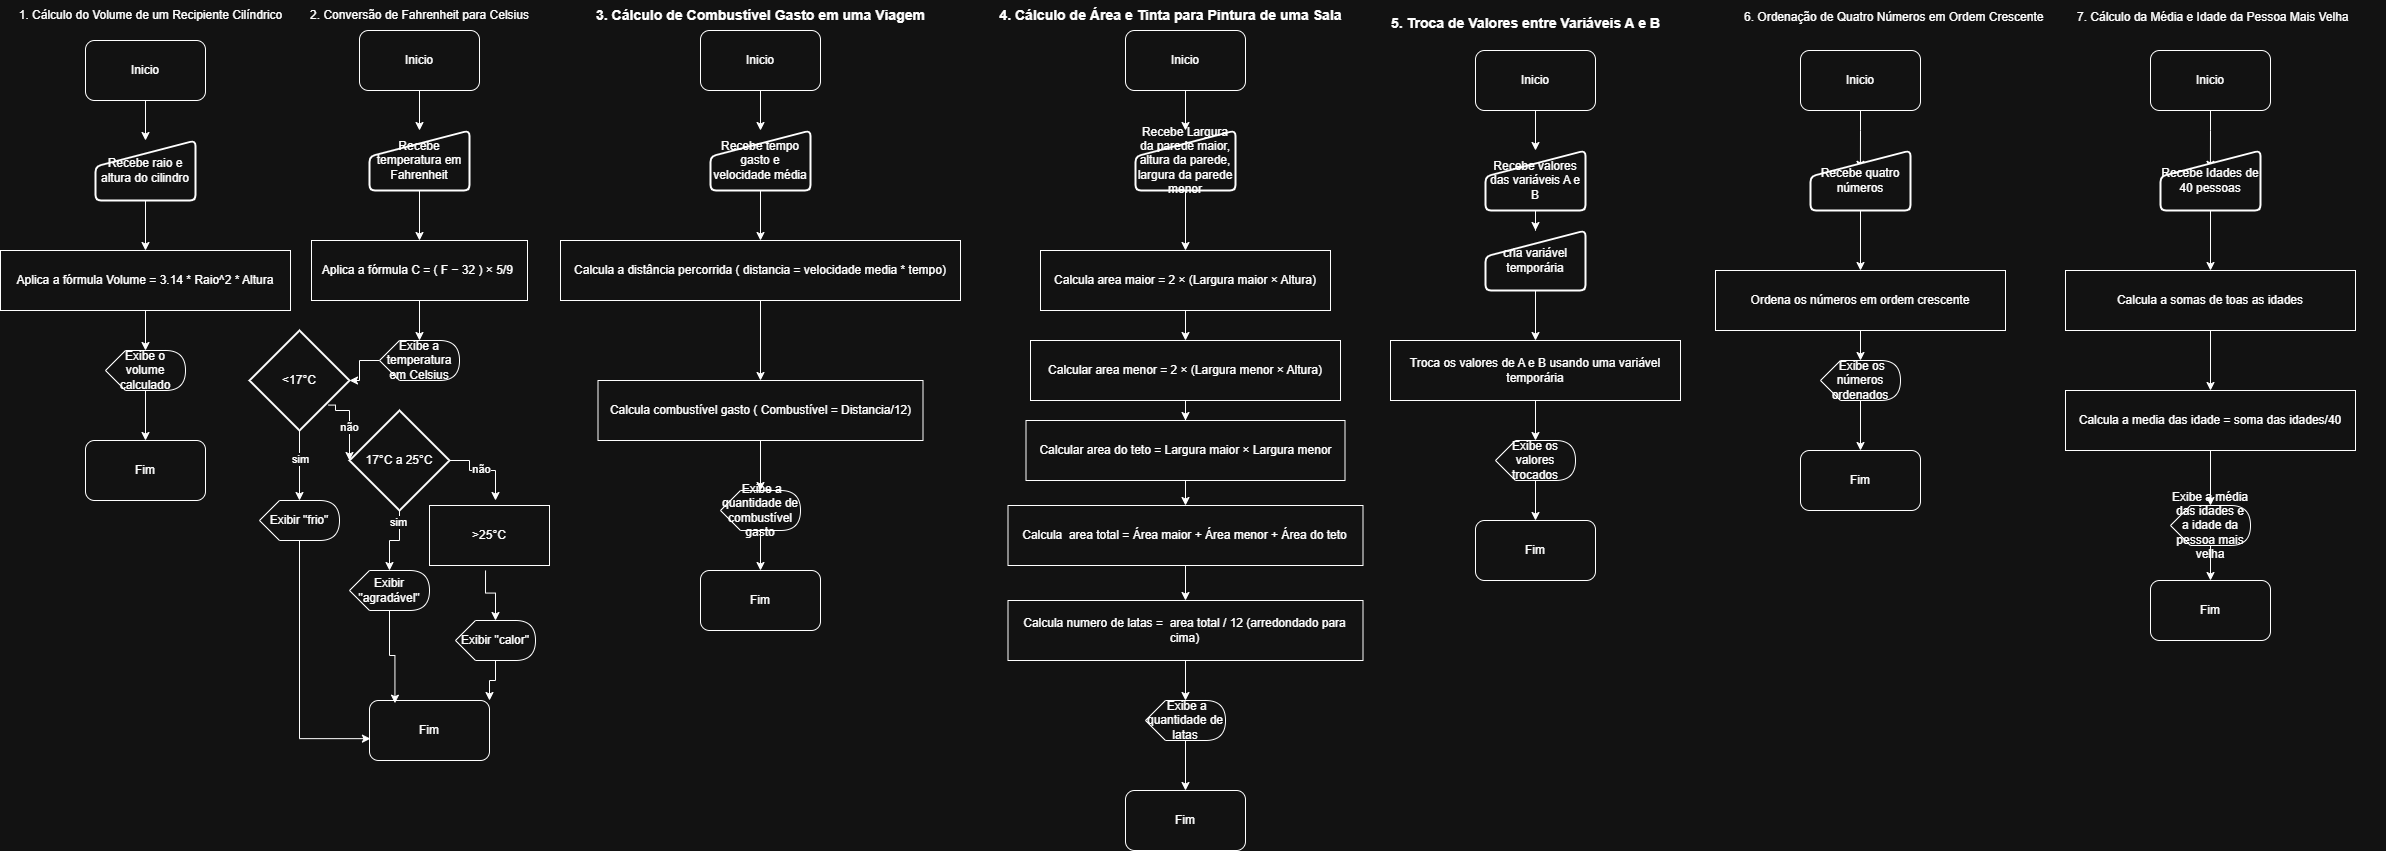 1. Cálculo do Volume de um Recipiente Cilíndrico
Inicio
Recebe raio e
altura do cilindro
Aplica a fórmula Volume = 3.14 * Raio^2 * Altura
Exibe o
volume
calculado
Fim
2. Conversão de Fahrenheit para Celsius
Inicio
Recebe
temperatura em
Fahrenheit
Aplica a fórmula C = ( F − 32 ) × 5/9
Exibe a
temperatura
em Celsius
<17°C
não
sim
17°C a 25°C
não
sim
Exibir "frio"
>25°C
Exibir
"agradável"
Exibir "calor"
Fim
3. Cálculo de Combustível Gasto em uma Viagem
Inicio
Recebe tempo
gasto e
velocidade média
Calcula a distância percorrida ( distancia = velocidade media * tempo)
Calcula combustível gasto ( Combustível = Distancia/12)
Exibe a
quantidade de
combustível
gasto
Fim
4. Cálculo de Área e Tinta para Pintura de uma Sala
Inicio
Recebe Largura
da parede maior,
altura da parede,
largura da parede
menor
Calcula area maior = 2 × (Largura maior × Altura)
Calcular area menor = 2 × (Largura menor × Altura)
Calcular area do teto = Largura maior × Largura menor
Calcula  area total = Área maior + Área menor + Área do teto
Calcula numero de latas =  area total / 12 (arredondado para
cima)
Exibe a
quantidade de
latas
Fim
5. Troca de Valores entre Variáveis A e B
Inicio
Recebe valores
das variáveis A e
B
cria variável
temporária
Troca os valores de A e B usando uma variável
temporária
Exibe os
valores
trocados
Fim
6. Ordenação de Quatro Números em Ordem Crescente
Inicio
Recebe quatro
números
Ordena os números em ordem crescente
Exibe os
números
ordenados
Fim
7. Cálculo da Média e Idade da Pessoa Mais Velha
Inicio
Recebe Idades de
40 pessoas
Calcula a somas de toas as idades
Calcula a media das idade = soma das idades/40
Exibe a média
das idades e
a idade da
pessoa mais
velha
Fim